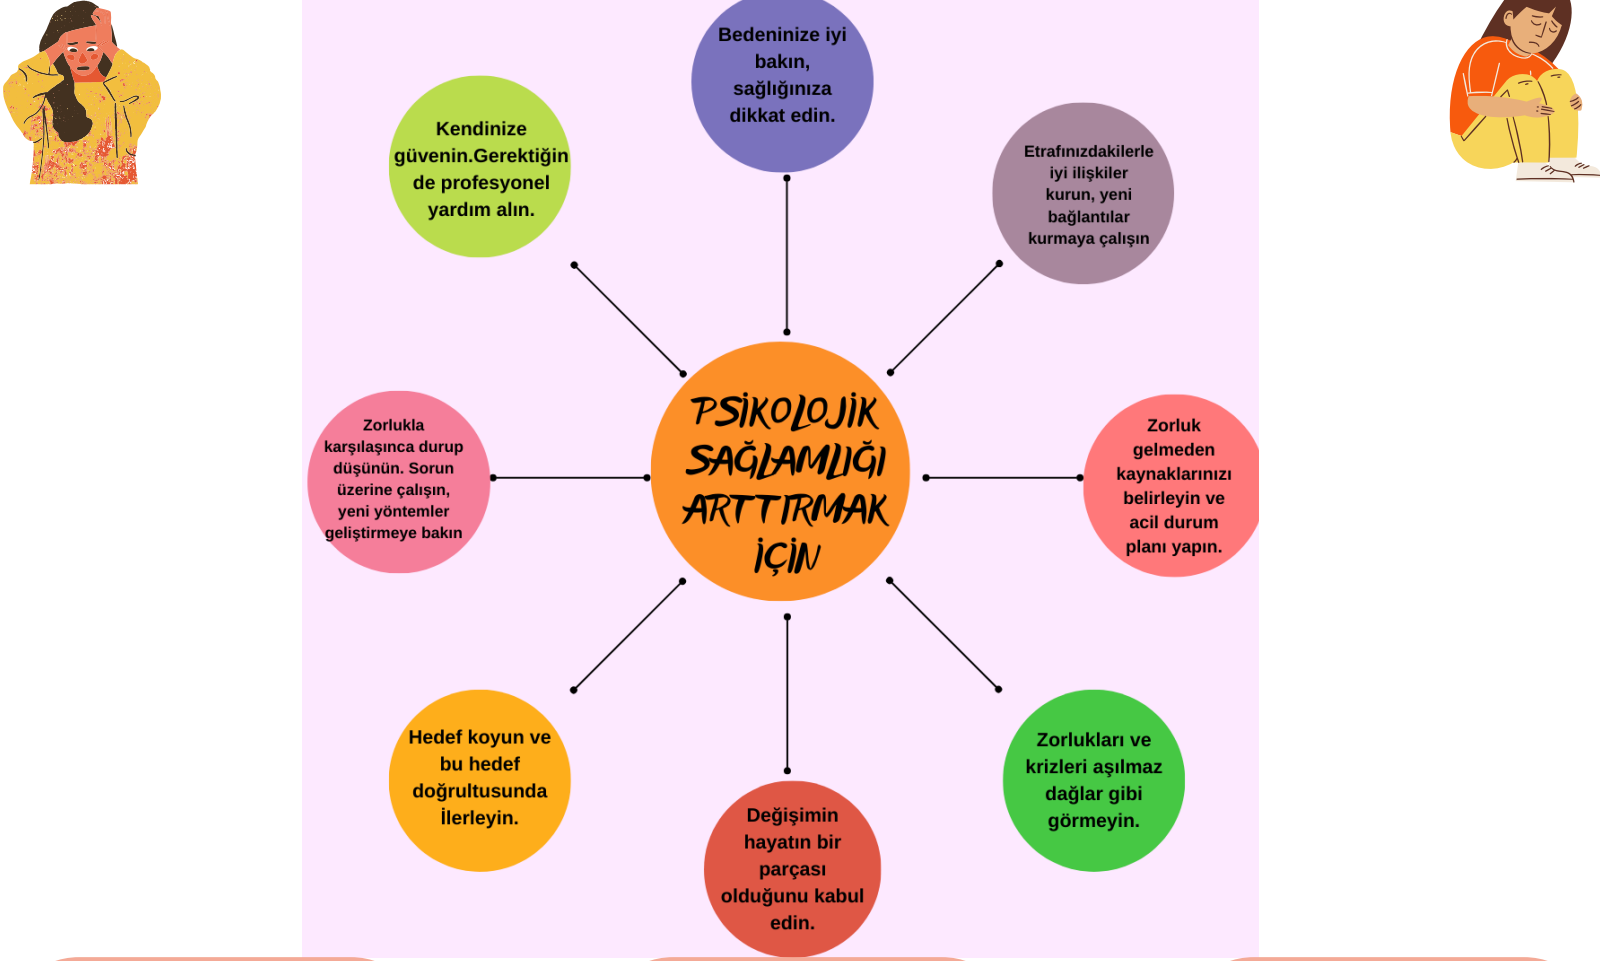 Bedeninize iyi
bakın,
sağlığınıza
dikkat edin.
Kendinize
güvenin.Gerektiğin
de profesyonel
yardım alın.
Etrafınızdakilerle
iyi ilişkiler
kurun, yeni
bağlantılar
kurmaya çalışın
PSİKOLOJİK
SAĞLAMLIĞI
ARTTIRMAK
İÇİN
Zorlukla
karşılaşınca durup
düşünün. Sorun
üzerine çalışın,
yeni yöntemler
geliştirmeye bakın
Zorluk
gelmeden
kaynaklarınızı
belirleyin ve
acil durum
planı yapın.
Hedef koyun ve
bu hedef
doğrultusunda
İlerleyin.
Değişimin
hayatın bir
parçası
olduğunu kabul
edin.
Zorlukları ve
krizleri aşılmaz
dağlar gibi
görmeyin.